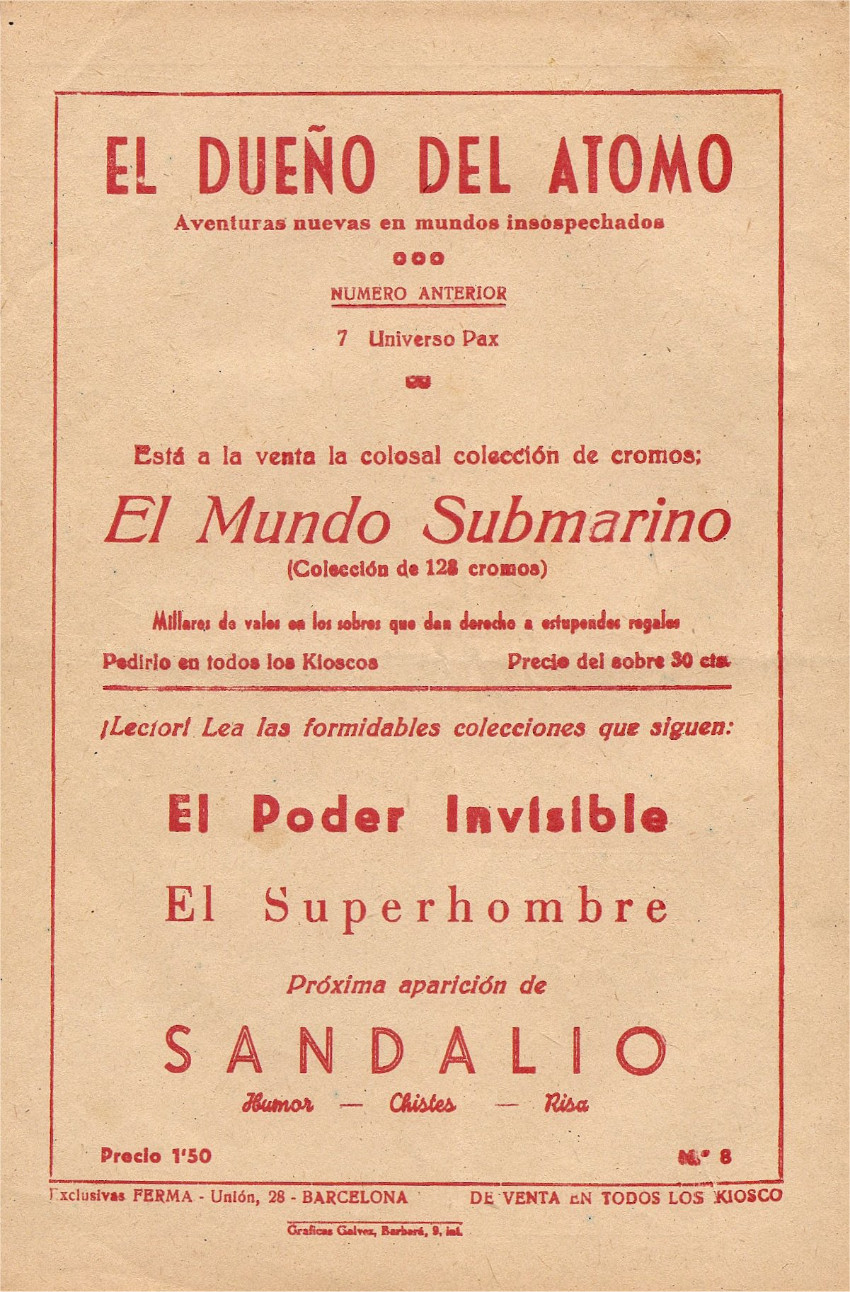 EL DUEÑO DEL ATOMO
Aventuras nuevas en mundos insospechados
NUMERO ANTERIOR
7 Universo Pax
Está a la venta la colosal colección de cromos;
El Mundo Submarino
(Colección de 128 cromos)
Millares de vales en los sobres que dan derecho a estupendos regalos
Pedirlo en todos los Kioscos Precio del sobre 30 cts.
¡Lector! Lea las formidables colecciones que siguen:
El Poder Invisible
El Superhombre
Próxima aparición de
SANDALIO
Humor — Chistes — Risa
Precio 1'50 N.º 8
Exclusivas FERMA - Unión, 28 - BARCELONA DE VENTA EN TODOS LOS KIOSCO
Graficas Galvez, Barbará, 9, int.